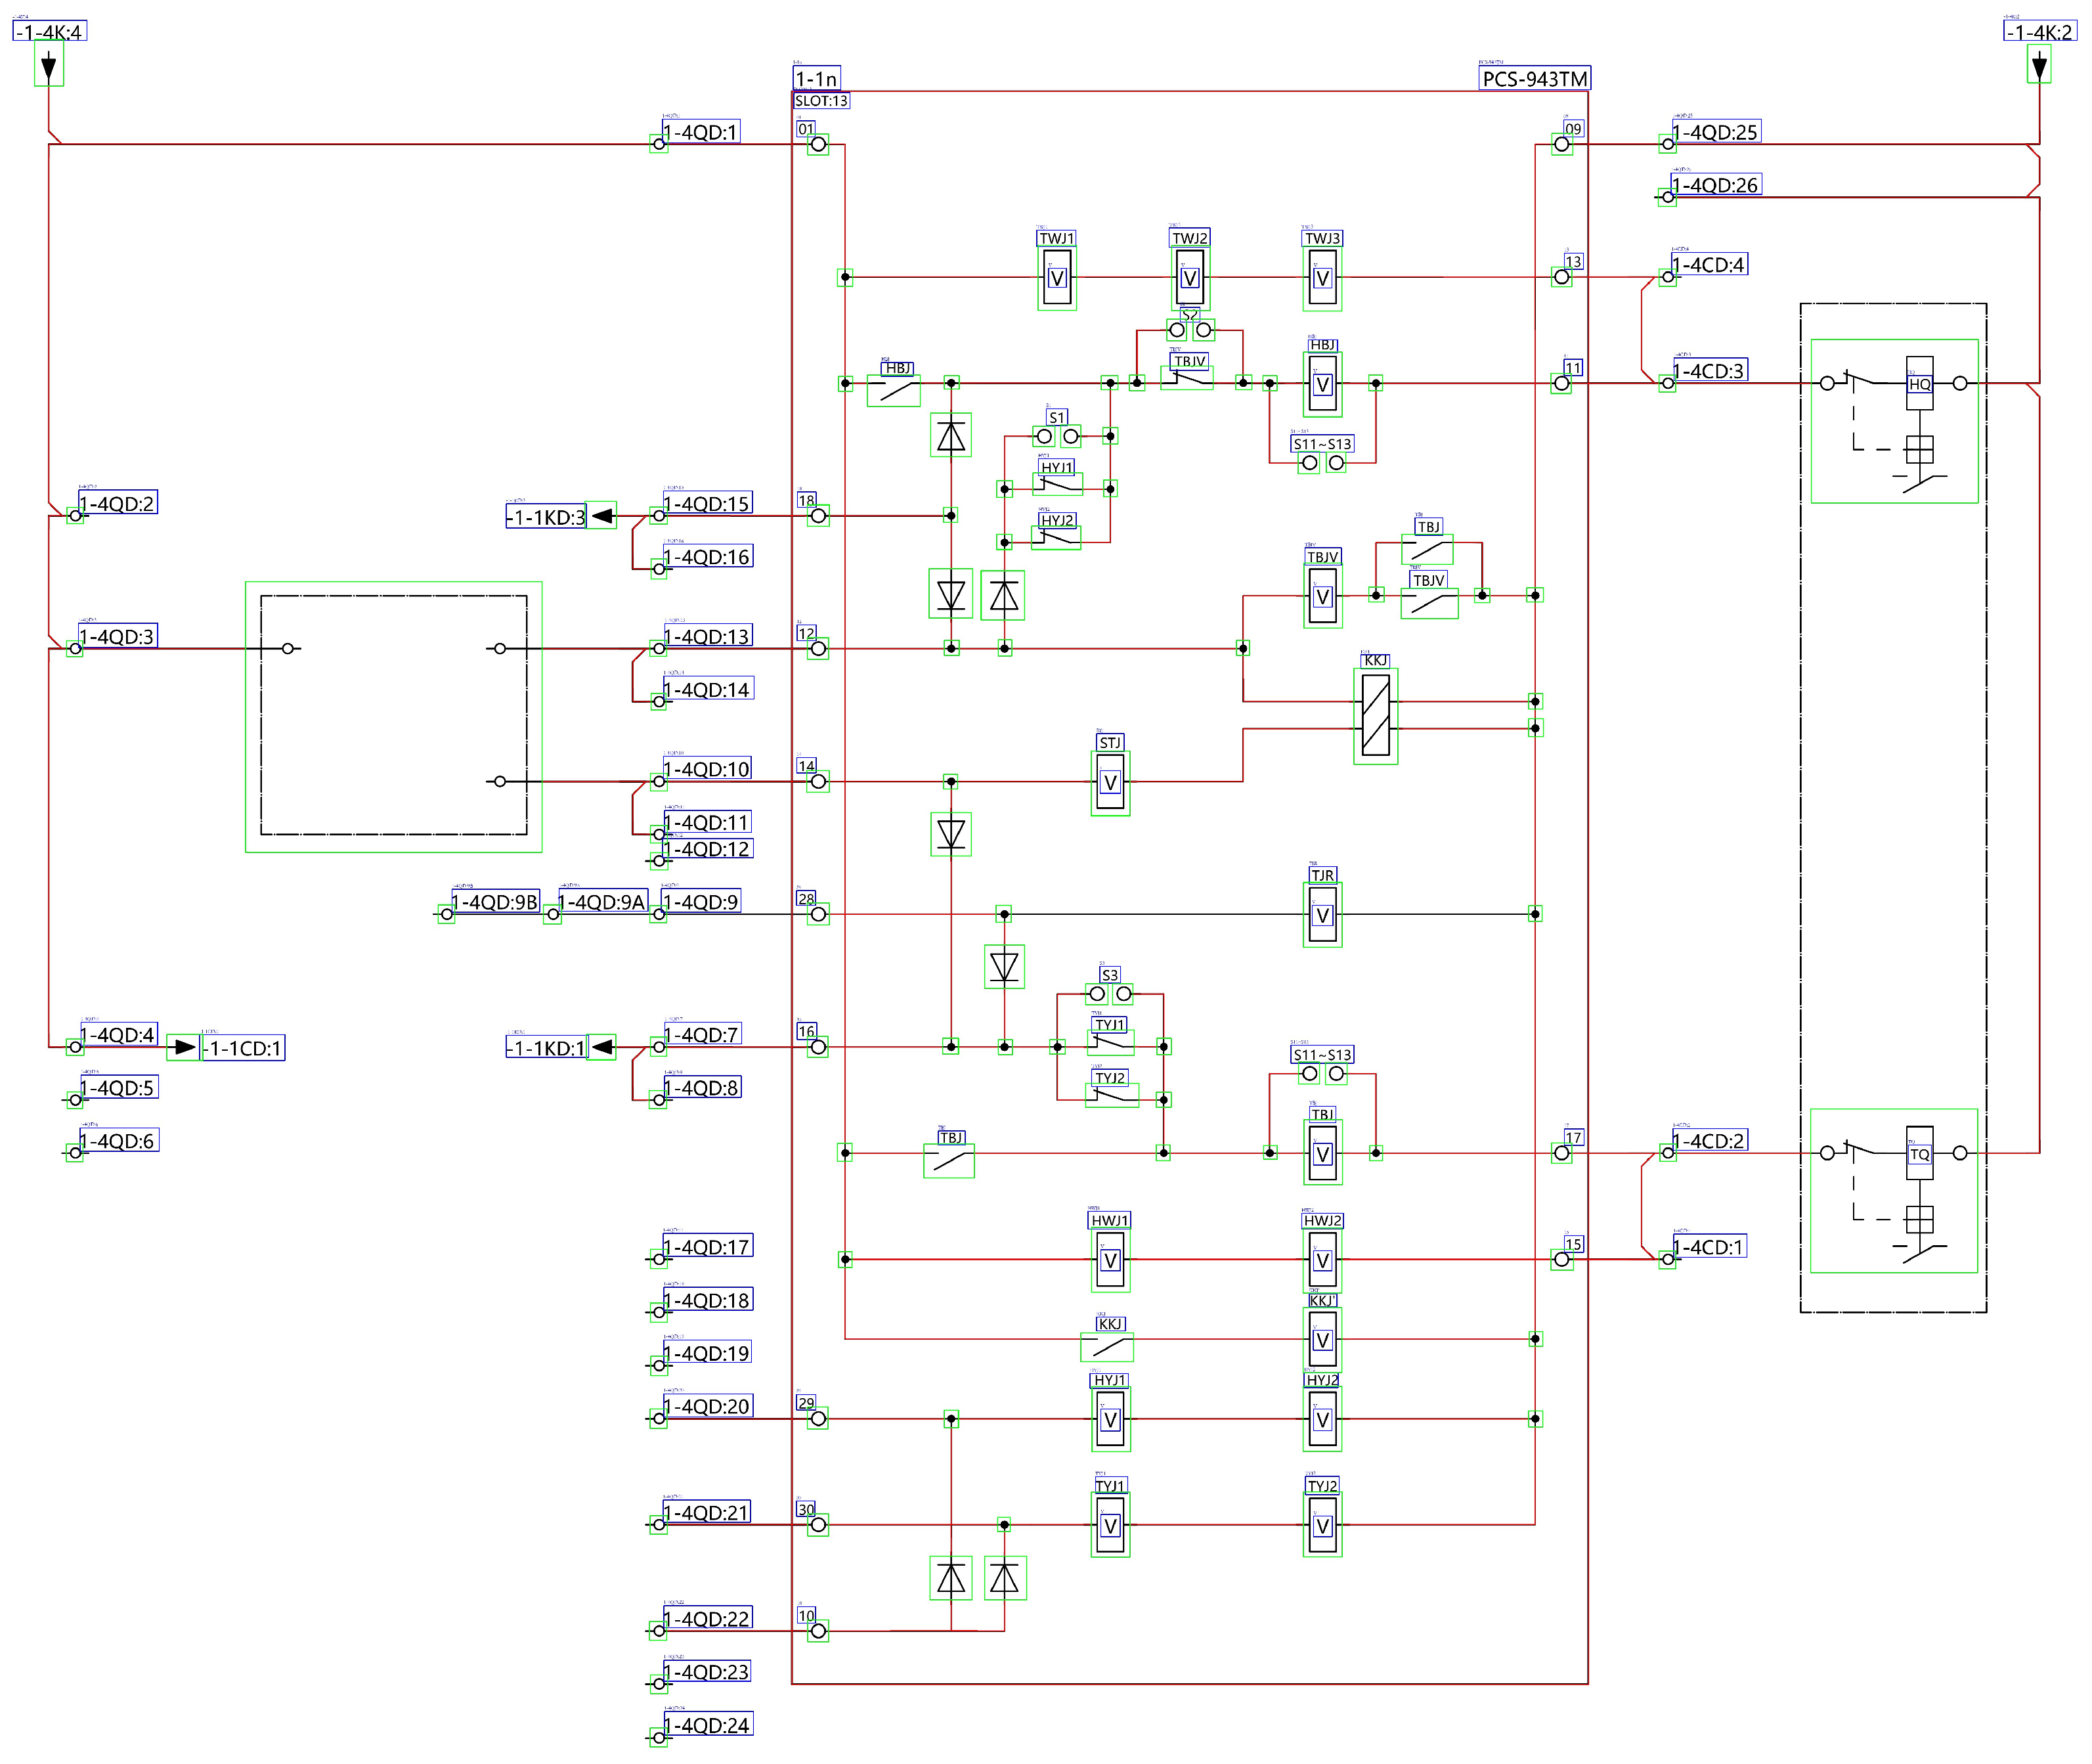 -1-4K:4
-1-4K:2
1-1n
PCS-943TM
SLOT:13
1-4QD:1
01
09
1-4QD:25
1-4QD:26
TWJ1
TWJ2
TWJ3
13
1-4CD:4
V
V
V
S2
HBJ
TBJV
HBJ
11
1-4CD:3
V
HQ
S1
S11~S13
HYJ1
1-4QD:2
-1-1KD:3
1-4QD:15
18
HYJ2
TBJ
1-4QD:16
TBJV
TBJV
V
1-4QD:3
1-4QD:13
12
KKJ
1-4QD:14
STJ
1-4QD:10
14
V
1-4QD:11
1-4QD:12
TJR
1-4QD:9B
1-4QD:9A
1-4QD:9
28
V
S3
1-4QD:4
-1-1CD:1
-1-1KD:1
1-4QD:7
16
TYJ1
S11~S13
1-4QD:5
1-4QD:8
TYJ2
TBJ
1-4QD:6
TBJ
V
17
1-4CD:2
TQ
HWJ1
HWJ2
1-4QD:17
15
1-4CD:1
V
V
1-4QD:18
KKJ'
KKJ
V
1-4QD:19
HYJ1
HYJ2
1-4QD:20
29
V
V
TYJ1
TYJ2
1-4QD:21
30
V
V
1-4QD:22
10
1-4QD:23
1-4QD:24